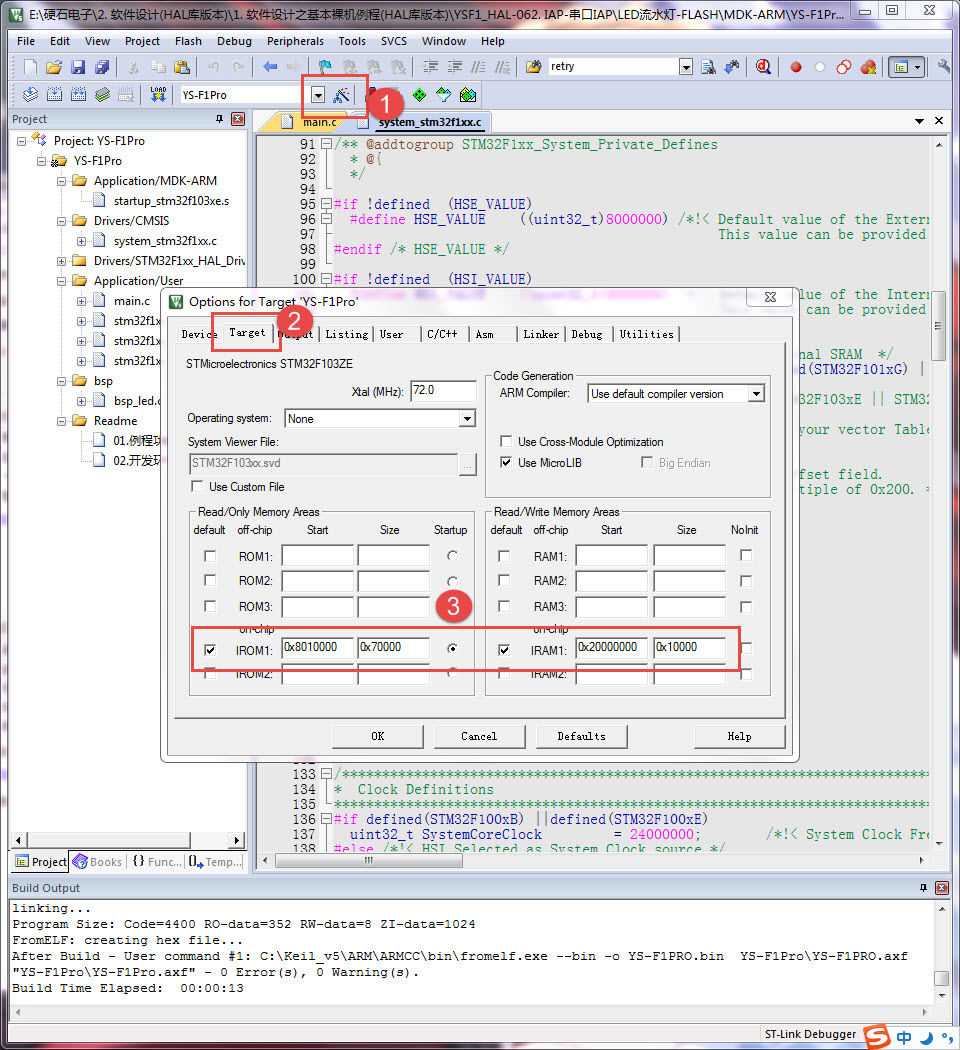 E:\硬石电子\2. 软件设计(HAL库版本)\1. 软件设计之基本裸机例程(HAL库版本)\YSF1_HAL-062. IAP-串口IAP\LED流水灯-FLASH\MDK-ARM\YS-F1Pr...
File Edit View Project Flash Debug Peripherals Tools SVCS Window Help
retry
LOAD
YS-F1Pro
1
Project
main.c
system_stm32f1xx.c
Project: YS-F1Pro
YS-F1Pro
Application/MDK-ARM
startup_stm32f103xe.s
Drivers/CMSIS
system_stm32f1xx.c
Drivers/STM32F1xx_HAL_Driv
Application/User
main.c
stm32f1x
stm32f1x
stm32f1x
bsp
bsp_led.c
Readme
01.例程功
02.开发环
91 /** @addtogroup STM32F1xx_System_Private_Defines
92 * @{
93 */
94
95 #if !defined (HSE_VALUE)
96 #define HSE_VALUE ((uint32_t)8000000) /*!< Default value of the Extern
97 This value can be provided
98 #endif /* HSE_VALUE */
99
100 #if !defined (HSI_VALUE)
value of the Intern
value can be provided
nal SRAM */
d(STM32F101xG) |
32F103xE || STM32
your vector Table
fset field.
tiple of 0x200. *
Options for Target 'YS-F1Pro'
2
Device Target Output Listing User C/C++ Asm Linker Debug Utilities
STMicroelectronics STM32F103ZE
Xtal (MHz): 72.0
Operating system: None
System Viewer File:
STM32F103xx.svd
...
Use Custom File
Code Generation
ARM Compiler: Use default compiler version
Use Cross-Module Optimization
Use MicroLIB Big Endian
Read/Only Memory Areas
default off-chip Start Size Startup
ROM1:
ROM2:
ROM3:
3
on-chip
IROM1: 0x8010000 0x70000
IROM2:
Read/Write Memory Areas
default off-chip Start Size NoInit
RAM1:
RAM2:
RAM3:
on-chip
IRAM1: 0x20000000 0x10000
IRAM2:
OK Cancel Defaults Help
133 /*****************************************************************************
134 * Clock Definitions
135 *****************************************************************************
136 #if defined(STM32F100xB) ||defined(STM32F100xE)
137 uint32_t SystemCoreClock = 24000000; /*!< System Clock Fre
138 #else /*!< HSI Selected as System Clock source */
Project Books {} Func... Temp...
Build Output
linking...
Program Size: Code=4400 RO-data=352 RW-data=8 ZI-data=1024
FromELF: creating hex file...
After Build - User command #1: C:\Keil_v5\ARM\ARMCC\bin\fromelf.exe --bin -o YS-F1PRO.bin YS-F1Pro\YS-F1PRO.axf
"YS-F1Pro\YS-F1Pro.axf" - 0 Error(s), 0 Warning(s).
Build Time Elapsed: 00:00:13
ST-Link Debugger
S 中